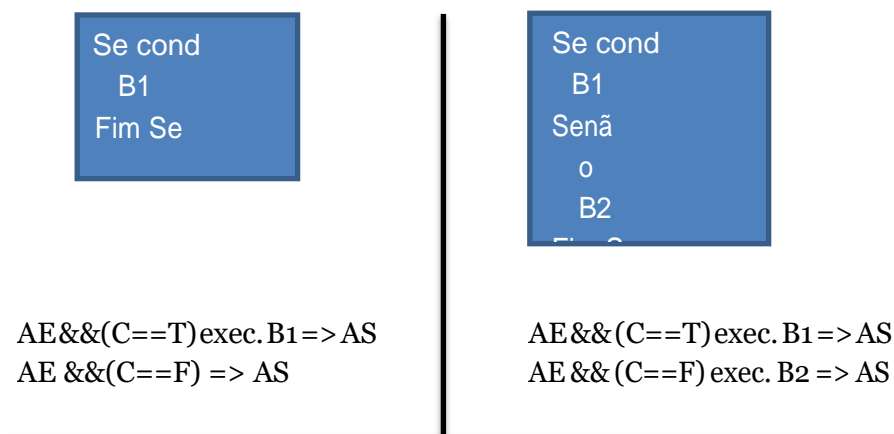 Se cond
B1
Fim Se
AE&&(C==T)exec.B1=>AS
AE &&(C==F) => AS
Se cond
B1
Senã
o
B2
AE&&(C==T)exec.B1=>AS
AE&&(C==F)exec. B2 => AS